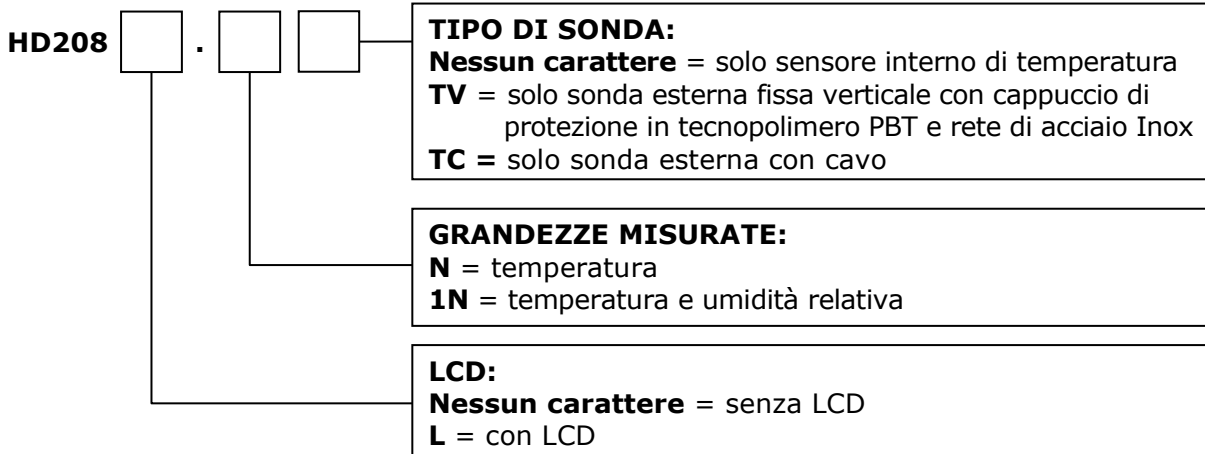 HD208 .
TIPO DI SONDA:
Nessun carattere = solo sensore interno di temperatura
TV = solo sonda esterna fissa verticale con cappuccio di
protezione in tecnopolimero PBT e rete di acciaio Inox
TC = solo sonda esterna con cavo
GRANDEZZE MISURATE:
N = temperatura
1N = temperatura e umidità relativa
LCD:
Nessun carattere = senza LCD
L = con LCD